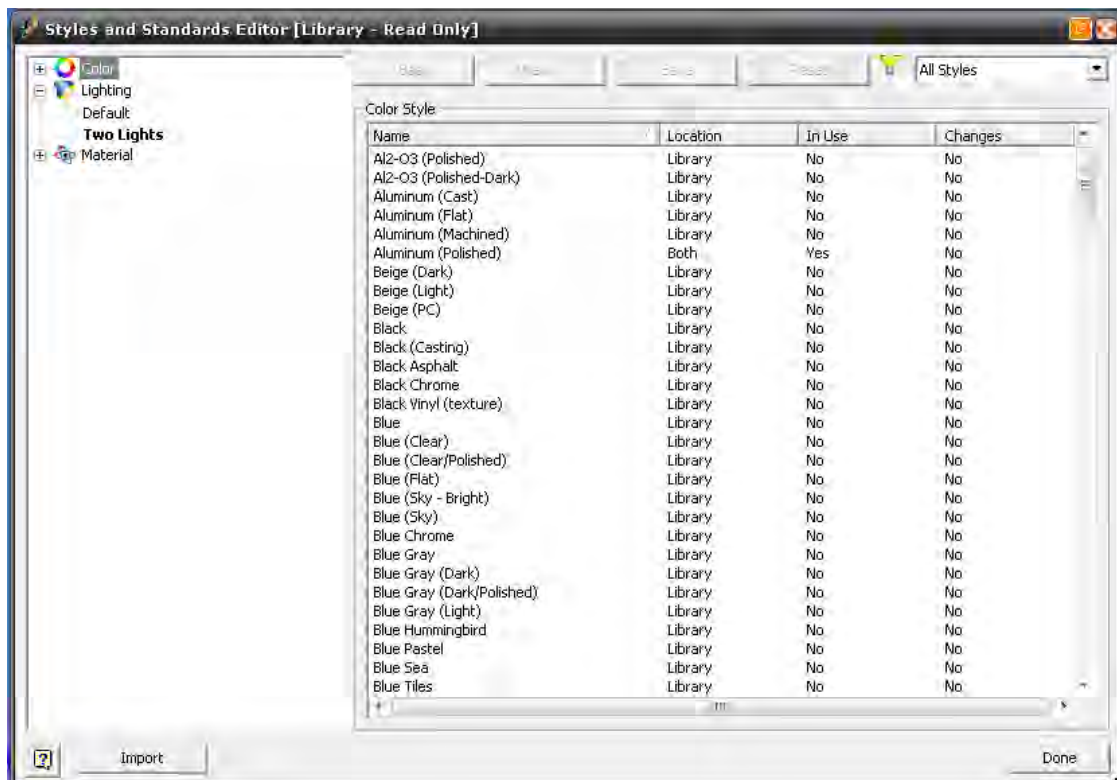 Styles and Standards Editor [Library - Read Only]
Color
All Styles
Lighting
Default
Two Lights
Material
Color Style
Name Location In Use Changes
Al2-O3 (Polished) Library No No
Al2-O3 (Polished-Dark) Library No No
Aluminum (Cast) Library No No
Aluminum (Flat) Library No No
Aluminum (Machined) Library No No
Aluminum (Polished) Both Yes No
Beige (Dark) Library No No
Beige (Light) Library No No
Beige (PC) Library No No
Black Library No No
Black (Casting) Library No No
Black Asphalt Library No No
Black Chrome Library No No
Black Vinyl (texture) Library No No
Blue Library No No
Blue (Clear) Library No No
Blue (Clear/Polished) Library No No
Blue (Flat) Library No No
Blue (Sky - Bright) Library No No
Blue (Sky) Library No No
Blue Chrome Library No No
Blue Gray Library No No
Blue Gray (Dark) Library No No
Blue Gray (Dark/Polished) Library No No
Blue Gray (Light) Library No No
Blue Hummingbird Library No No
Blue Pastel Library No No
Blue Sea Library No No
Blue Tiles Library No No
Import
Done